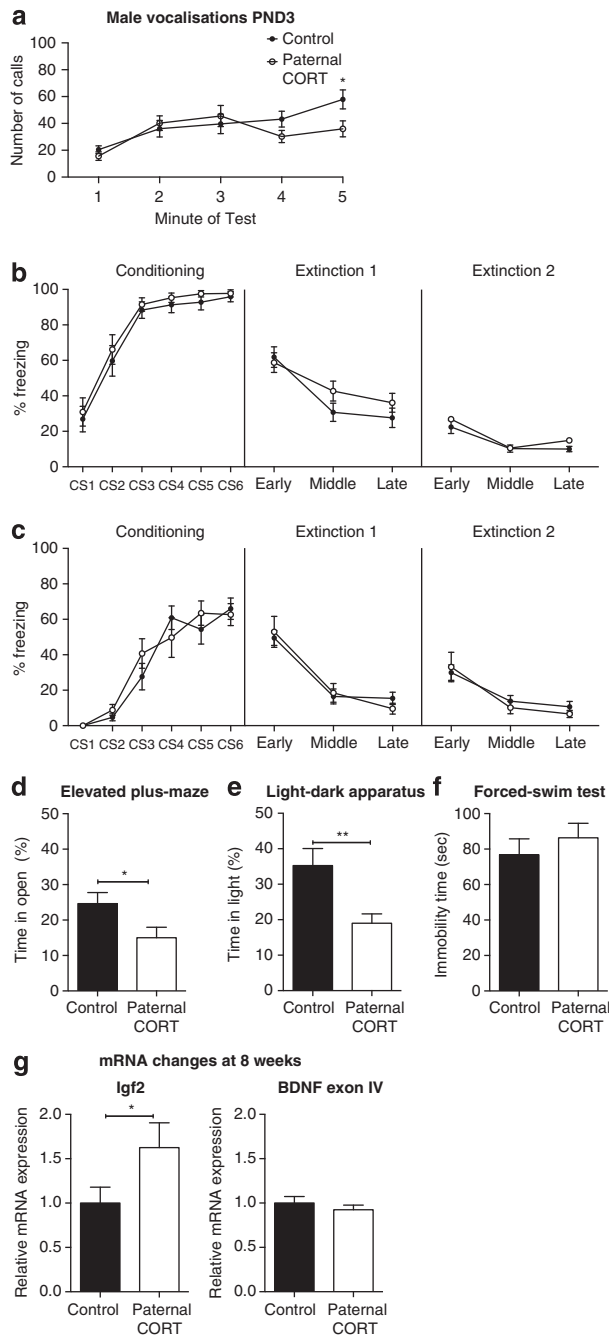 a
Male vocalisations PND3
Control
Paternal
CORT
*
Number of calls
100
80
60
40
20
0
1 2 3 4 5
Minute of Test
b
Conditioning Extinction 1 Extinction 2
% freezing
100
80
60
40
20
0
CS1 CS2 CS3 CS4 CS5 CS6 Early Middle Late Early Middle Late
c
Conditioning Extinction 1 Extinction 2
% freezing
100
80
60
40
20
0
CS1 CS2 CS3 CS4 CS5 CS6 Early Middle Late Early Middle Late
d
Elevated plus-maze
Time in open (%)
50
40
30
20
10
0
*
Control Paternal
CORT
e
Light-dark apparatus
Time in light (%)
50
40
30
20
10
0
**
Control Paternal
CORT
f
Forced-swim test
Immobility time (sec)
100
80
60
40
20
0
Control Paternal
CORT
g
mRNA changes at 8 weeks
Igf2
Relative mRNA expression
2.0
1.5
1.0
0.5
0.0
*
Control Paternal
CORT
BDNF exon IV
Relative mRNA expression
2.0
1.5
1.0
0.5
0.0
Control Paternal
CORT